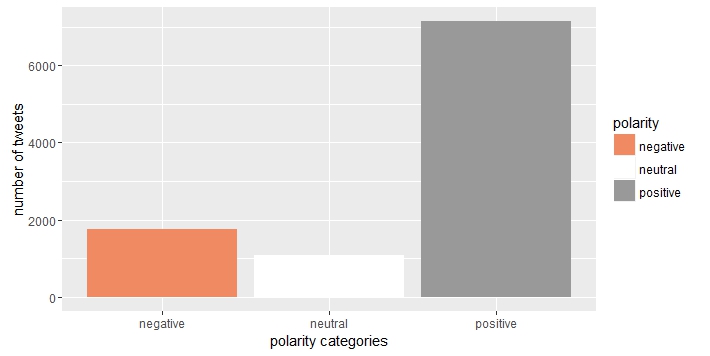 number of tweets
6000
4000
2000
0
negative neutral positive
polarity categories
polarity
negative
neutral
positive